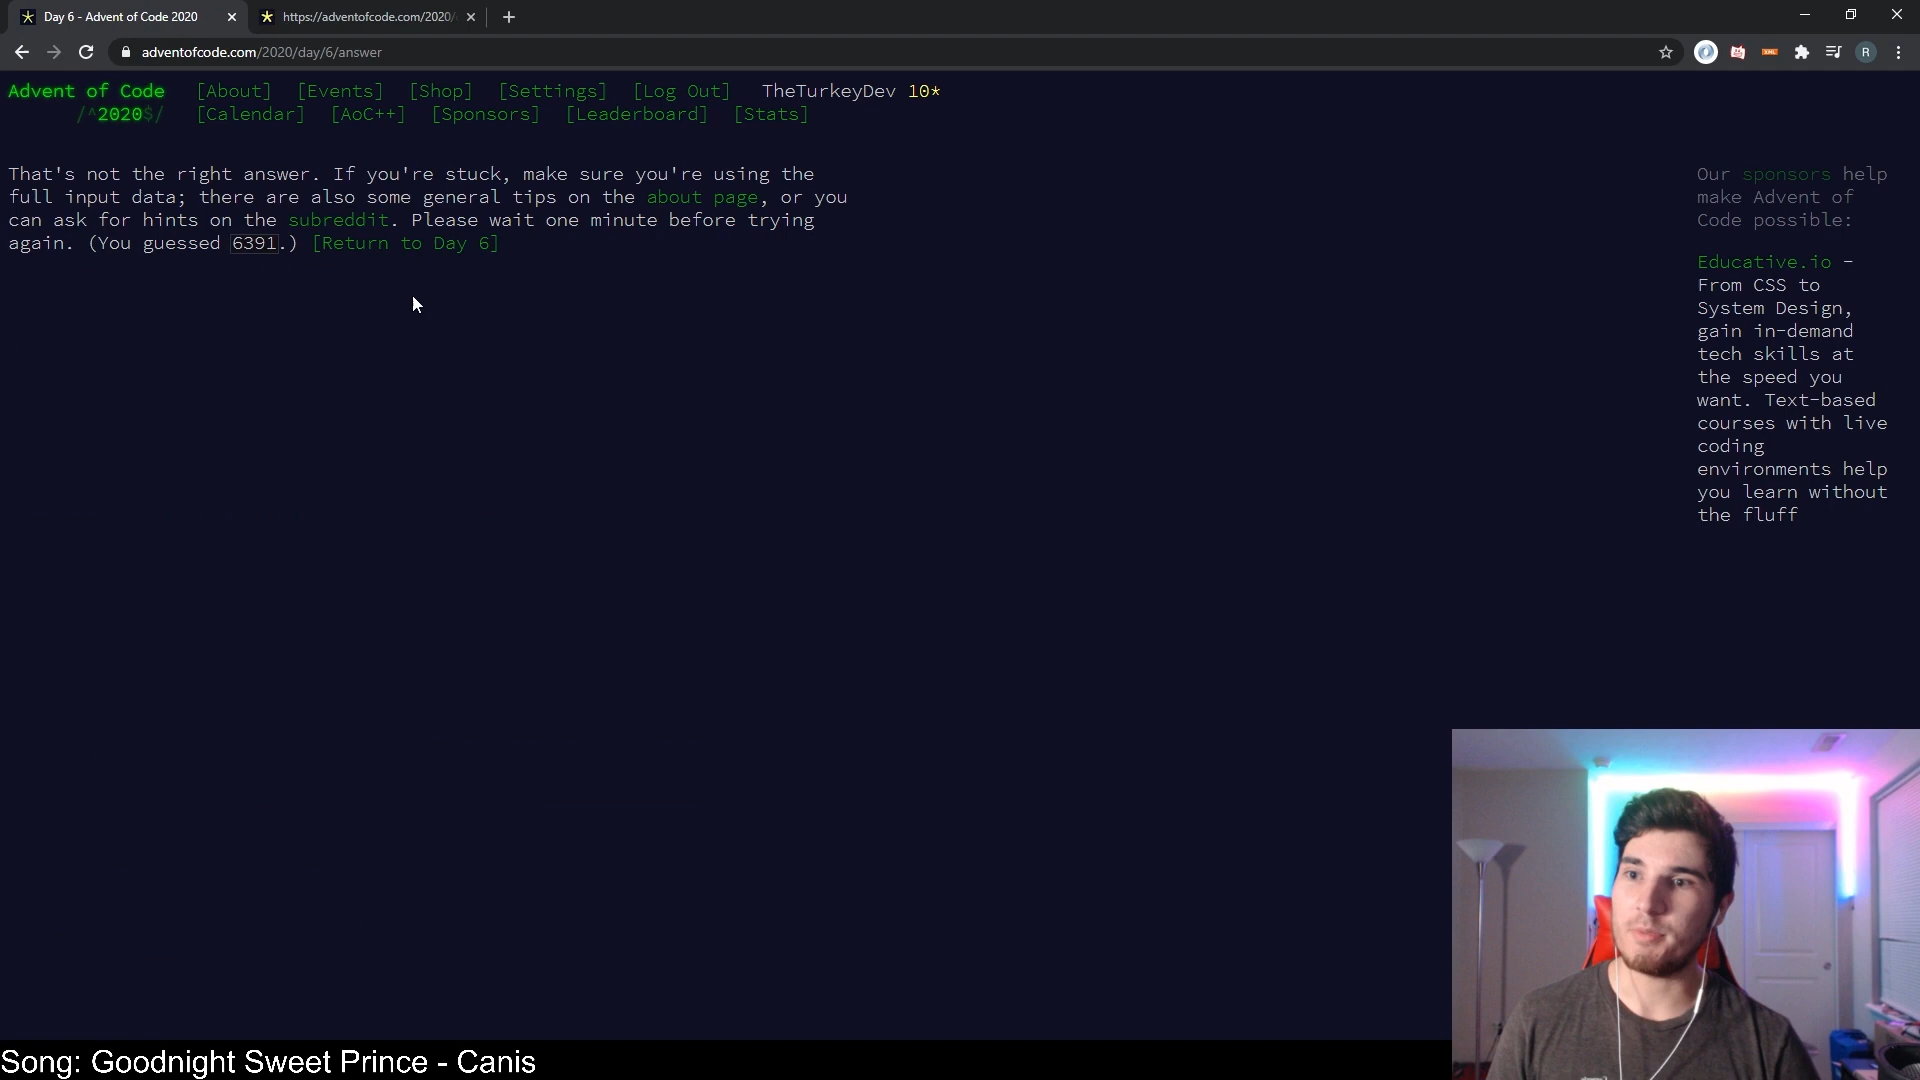 Day 6 - Advent of Code 2020
https://adventofcode.com/2020/
adventofcode.com/2020/day/6/answer
R
Advent of Code [About] [Events] [Shop] [Settings] [Log Out] TheTurkeyDev 10*
/^2020$/ [Calendar] [AoC++] [Sponsors] [Leaderboard] [Stats]
That's not the right answer. If you're stuck, make sure you're using the
full input data; there are also some general tips on the about page, or you
can ask for hints on the subreddit. Please wait one minute before trying
again. (You guessed 6391.) [Return to Day 6]
Our sponsors help
make Advent of
Code possible:
Educative.io -
From CSS to
System Design,
gain in-demand
tech skills at
the speed you
want. Text-based
courses with live
coding
environments help
you learn without
the fluff
Song: Goodnight Sweet Prince - Canis